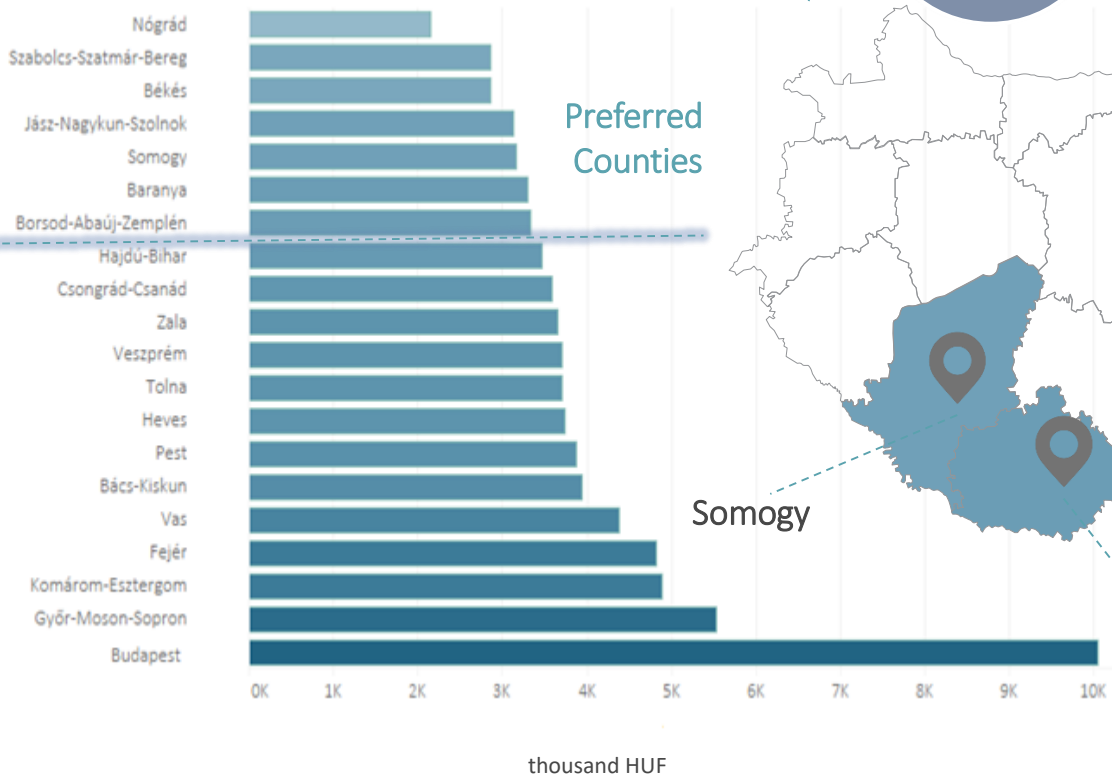 Nógrád
Szabolcs-Szatmár-Bereg
Békés
Jász-Nagykun-Szolnok
Somogy
Baranya
Borsod-Abaúj-Zemplén
Hajdú-Bihar
Csongrád-Csanád
Zala
Veszprém
Tolna
Heves
Pest
Bács-Kiskun
Vas
Fejér
Komárom-Esztergom
Győr-Moson-Sopron
Budapest
0K 1K 2K 3K 4K 5K 6K 7K 8K 9K 10K
thousand HUF
Preferred
Counties
Somogy